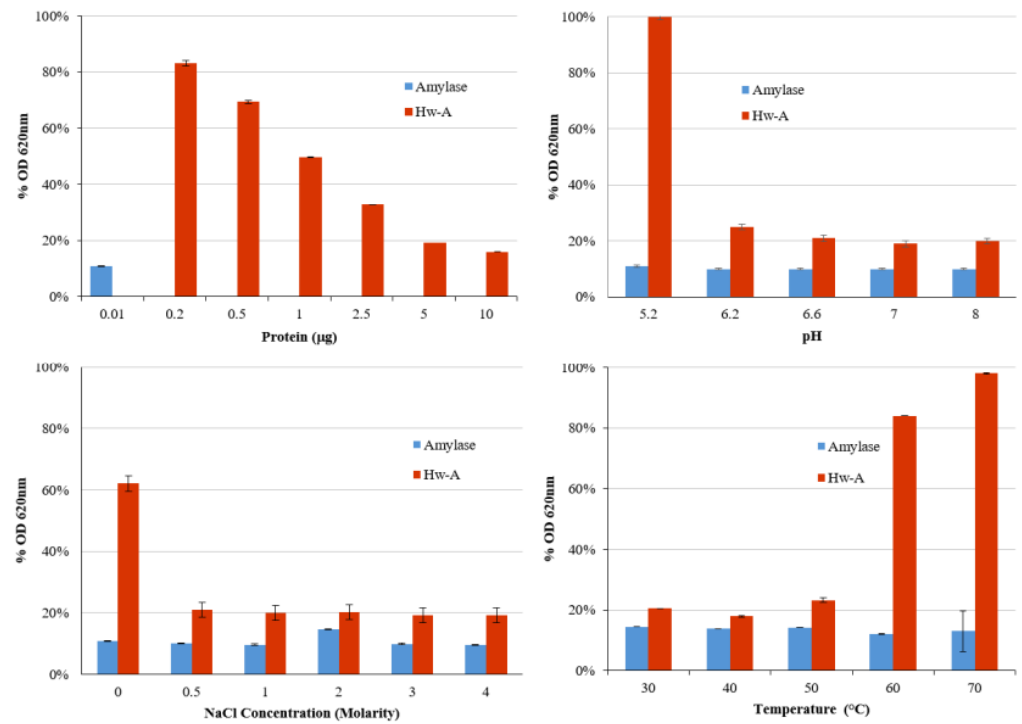 100%
80%
60%
40%
20%
0%
% OD 620nm
Amylase
Hw-A
0.01 0.2 0.5 1 2.5 5 10
Protein (µg)
100%
80%
60%
40%
20%
0%
% OD 620nm
Amylase
Hw-A
5.2 6.2 6.6 7 8
pH
100%
80%
60%
40%
20%
0%
% OD 620nm
Amylase
Hw-A
0 0.5 1 2 3 4
NaCl Concentration (Molarity)
100%
80%
60%
40%
20%
0%
% OD 620nm
Amylase
Hw-A
30 40 50 60 70
Temperature (°C)